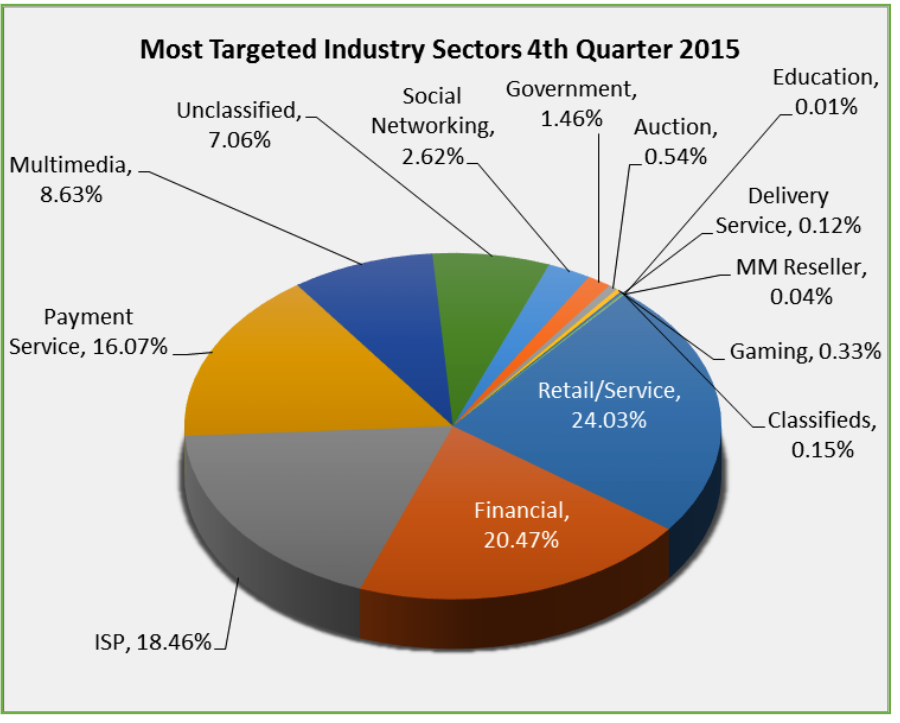 Most Targeted Industry Sectors 4th Quarter 2015
Education,
0.01%
Government,
1.46%
Social
Networking,
2.62%
Unclassified,
7.06%
Auction,
0.54%
Multimedia,
8.63%
Delivery
Service, 0.12%
MM Reseller,
0.04%
Payment
Service, 16.07%
Gaming, 0.33%
Retail/Service,
24.03%
Classifieds,
0.15%
Financial,
20.47%
ISP, 18.46%